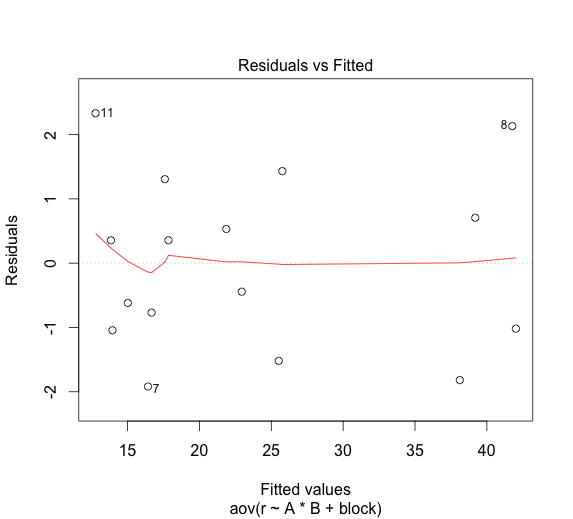 Residuals vs Fitted
11
8
7
2
1
0
-1
-2
Residuals
15 20 25 30 35 40
Fitted values
aov(r ~ A * B + block)